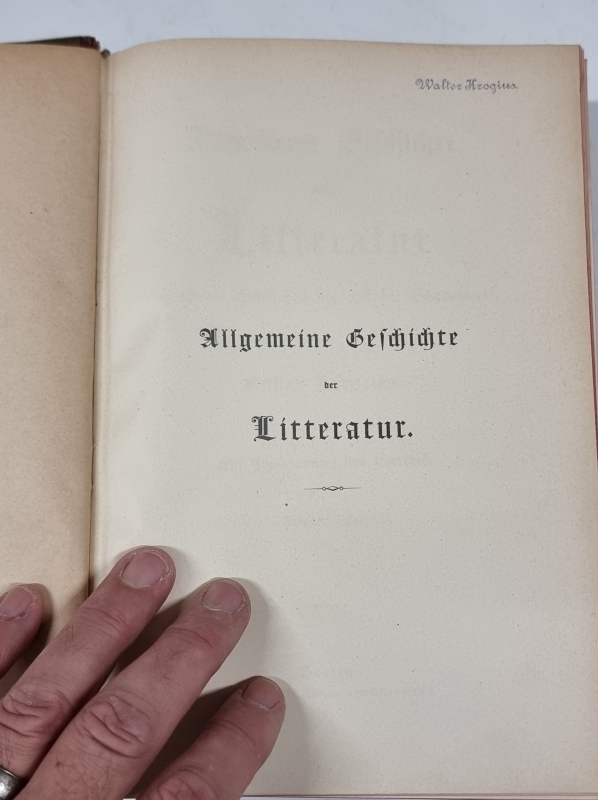 Walter Krogius.
Allgemeine Geschichte
der
Litteratur.